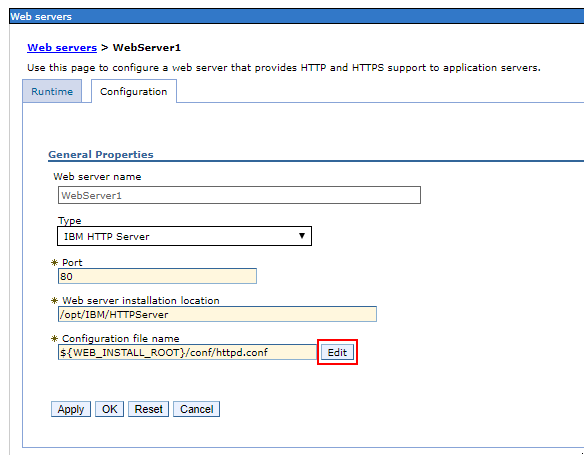 Web servers
Web servers > WebServer1
Use this page to configure a web server that provides HTTP and HTTPS support to application servers.
Runtime Configuration
General Properties
Web server name
WebServer1
Type
IBM HTTP Server
* Port
80
* Web server installation location
/opt/IBM/HTTPServer
* Configuration file name
${WEB_INSTALL_ROOT}/conf/httpd.conf Edit
Apply OK Reset Cancel